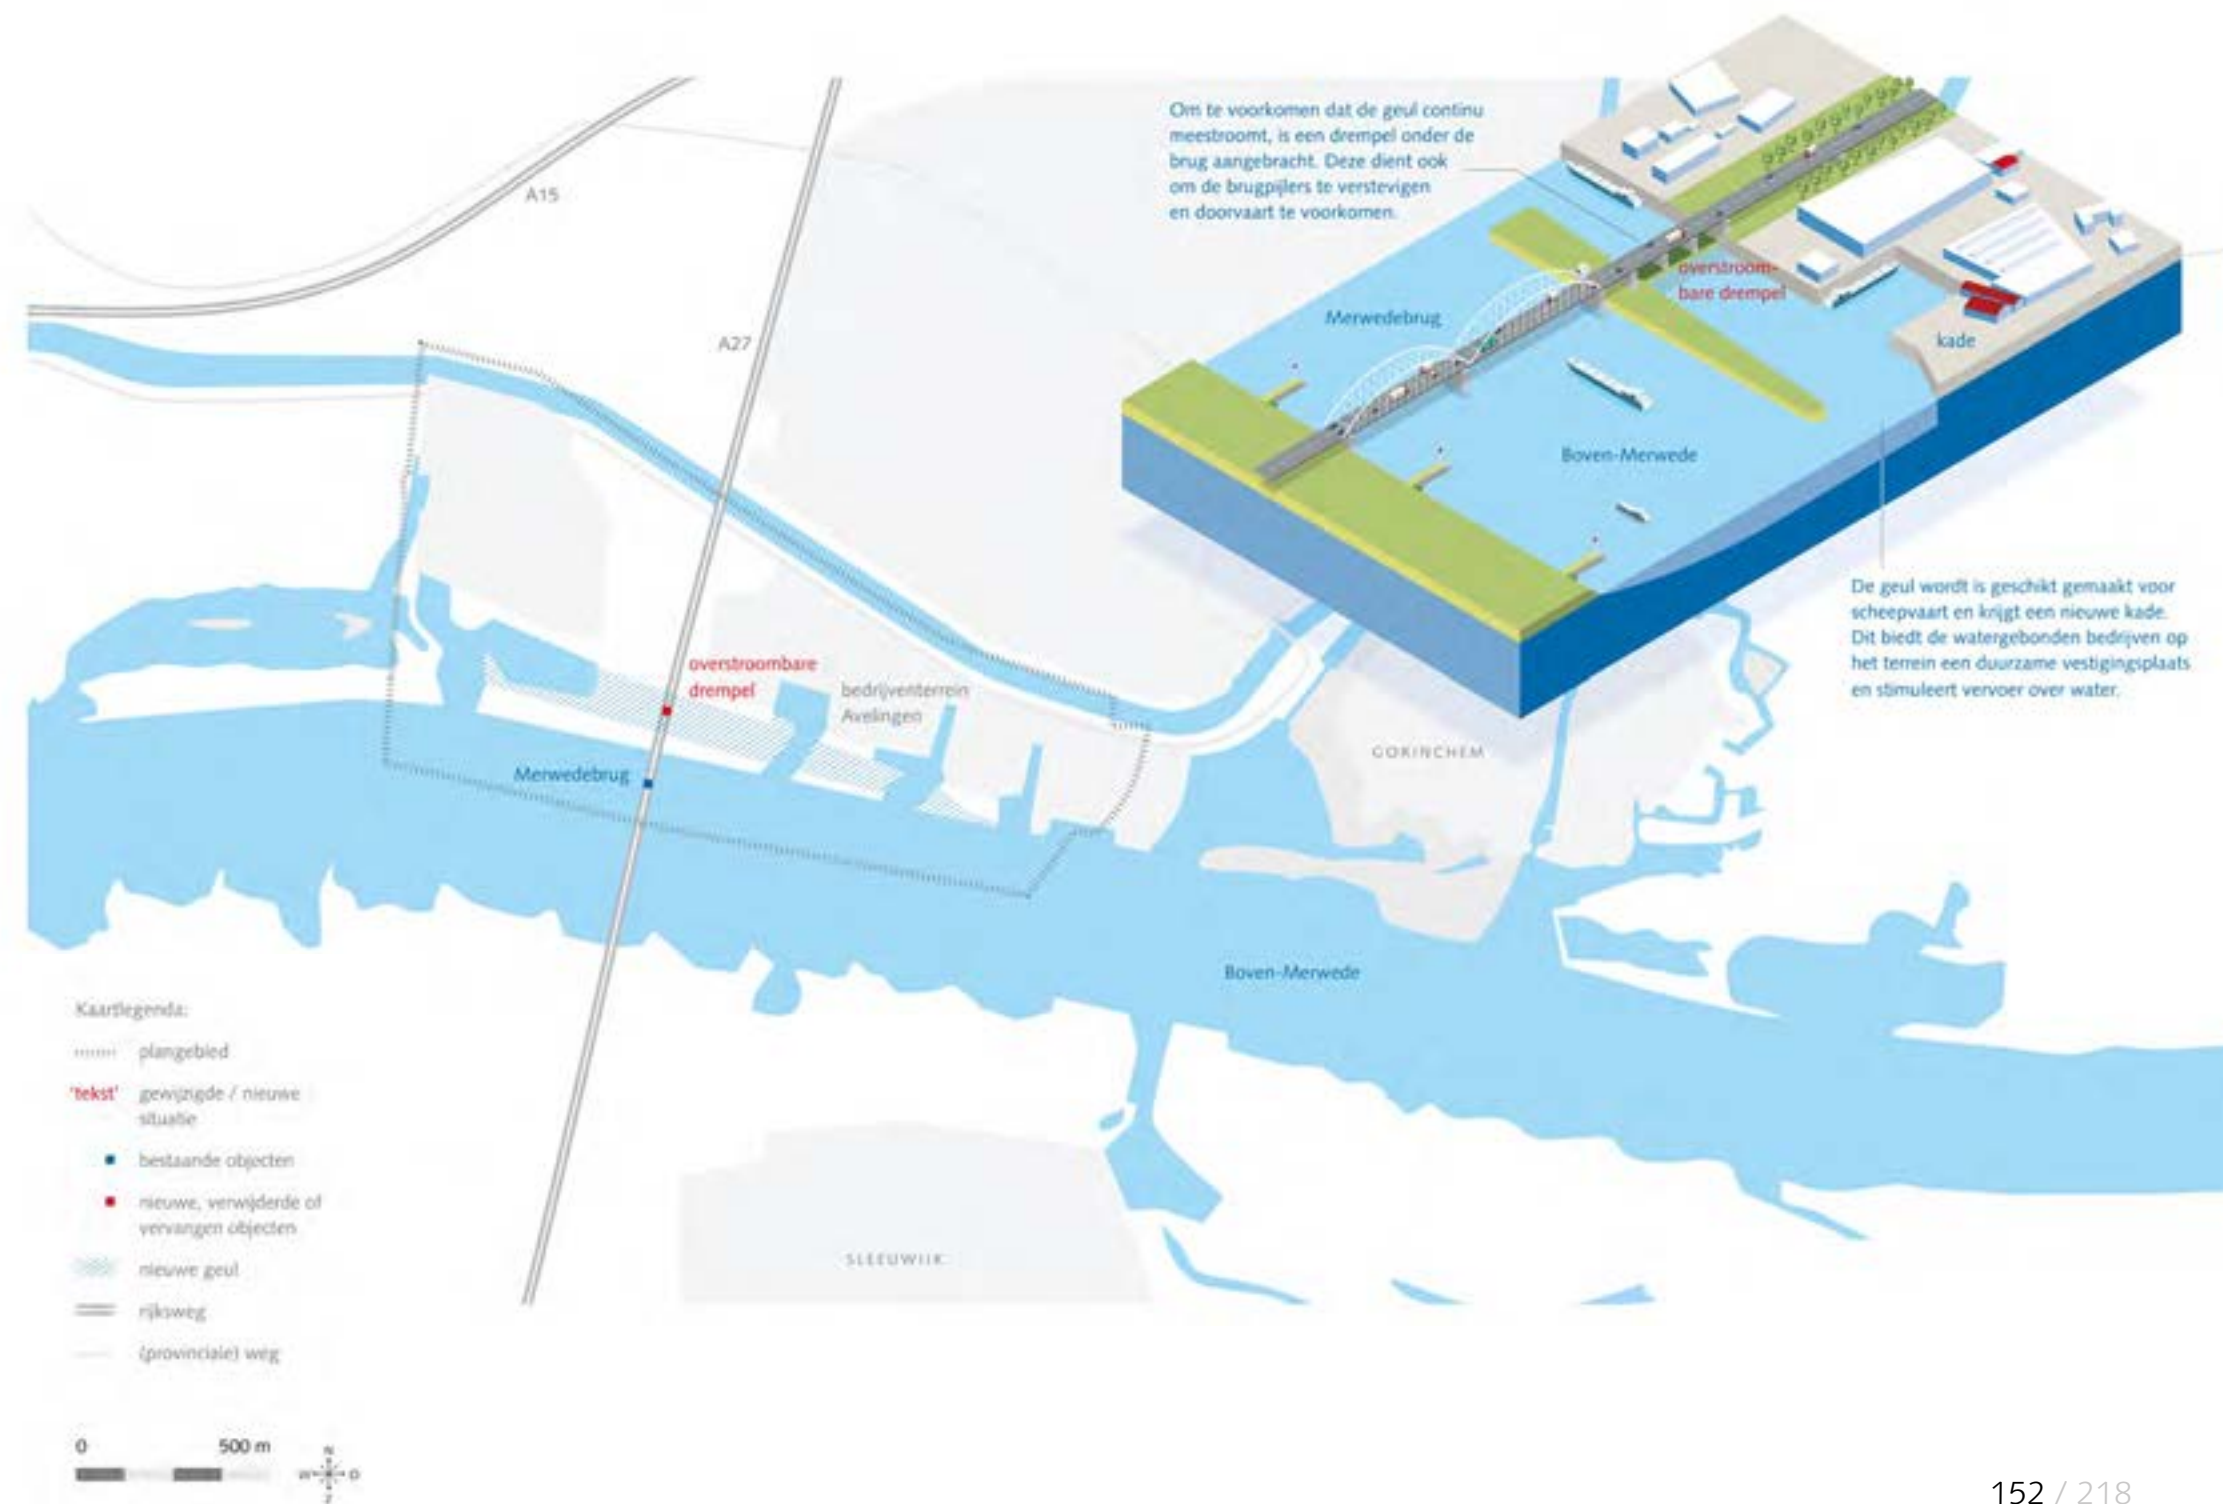 Om te voorkomen dat de geul continu
meestroomt, is een drempel onder de
brug aangebracht. Deze dient ook
om de brugpijlers te verstevigen
en doorvaart te voorkomen.
A15
overstroom-
bare drempel
Merwedebrug
kade
A27
Boven-Merwede
De geul wordt is geschikt gemaakt voor
scheepvaart en krijgt een nieuwe kade.
Dit biedt de watergebonden bedrijven op
het terrein een duurzame vestigingsplaats
en stimuleert vervoer over water.
overstroombare
drempel
bedrijventerrein
Avelingen
GORINCHEM
Merwedebrug
Boven-Merwede
Kaartlegenda:
plangebied
'tekst' gewijzigde / nieuwe
situatie
bestaande objecten
nieuwe, verwijderde of
vervangen objecten
SLEEUWIJK
nieuwe geul
rijksweg
(provinciale) weg
0 500 m
N
W O
Z
152 / 218